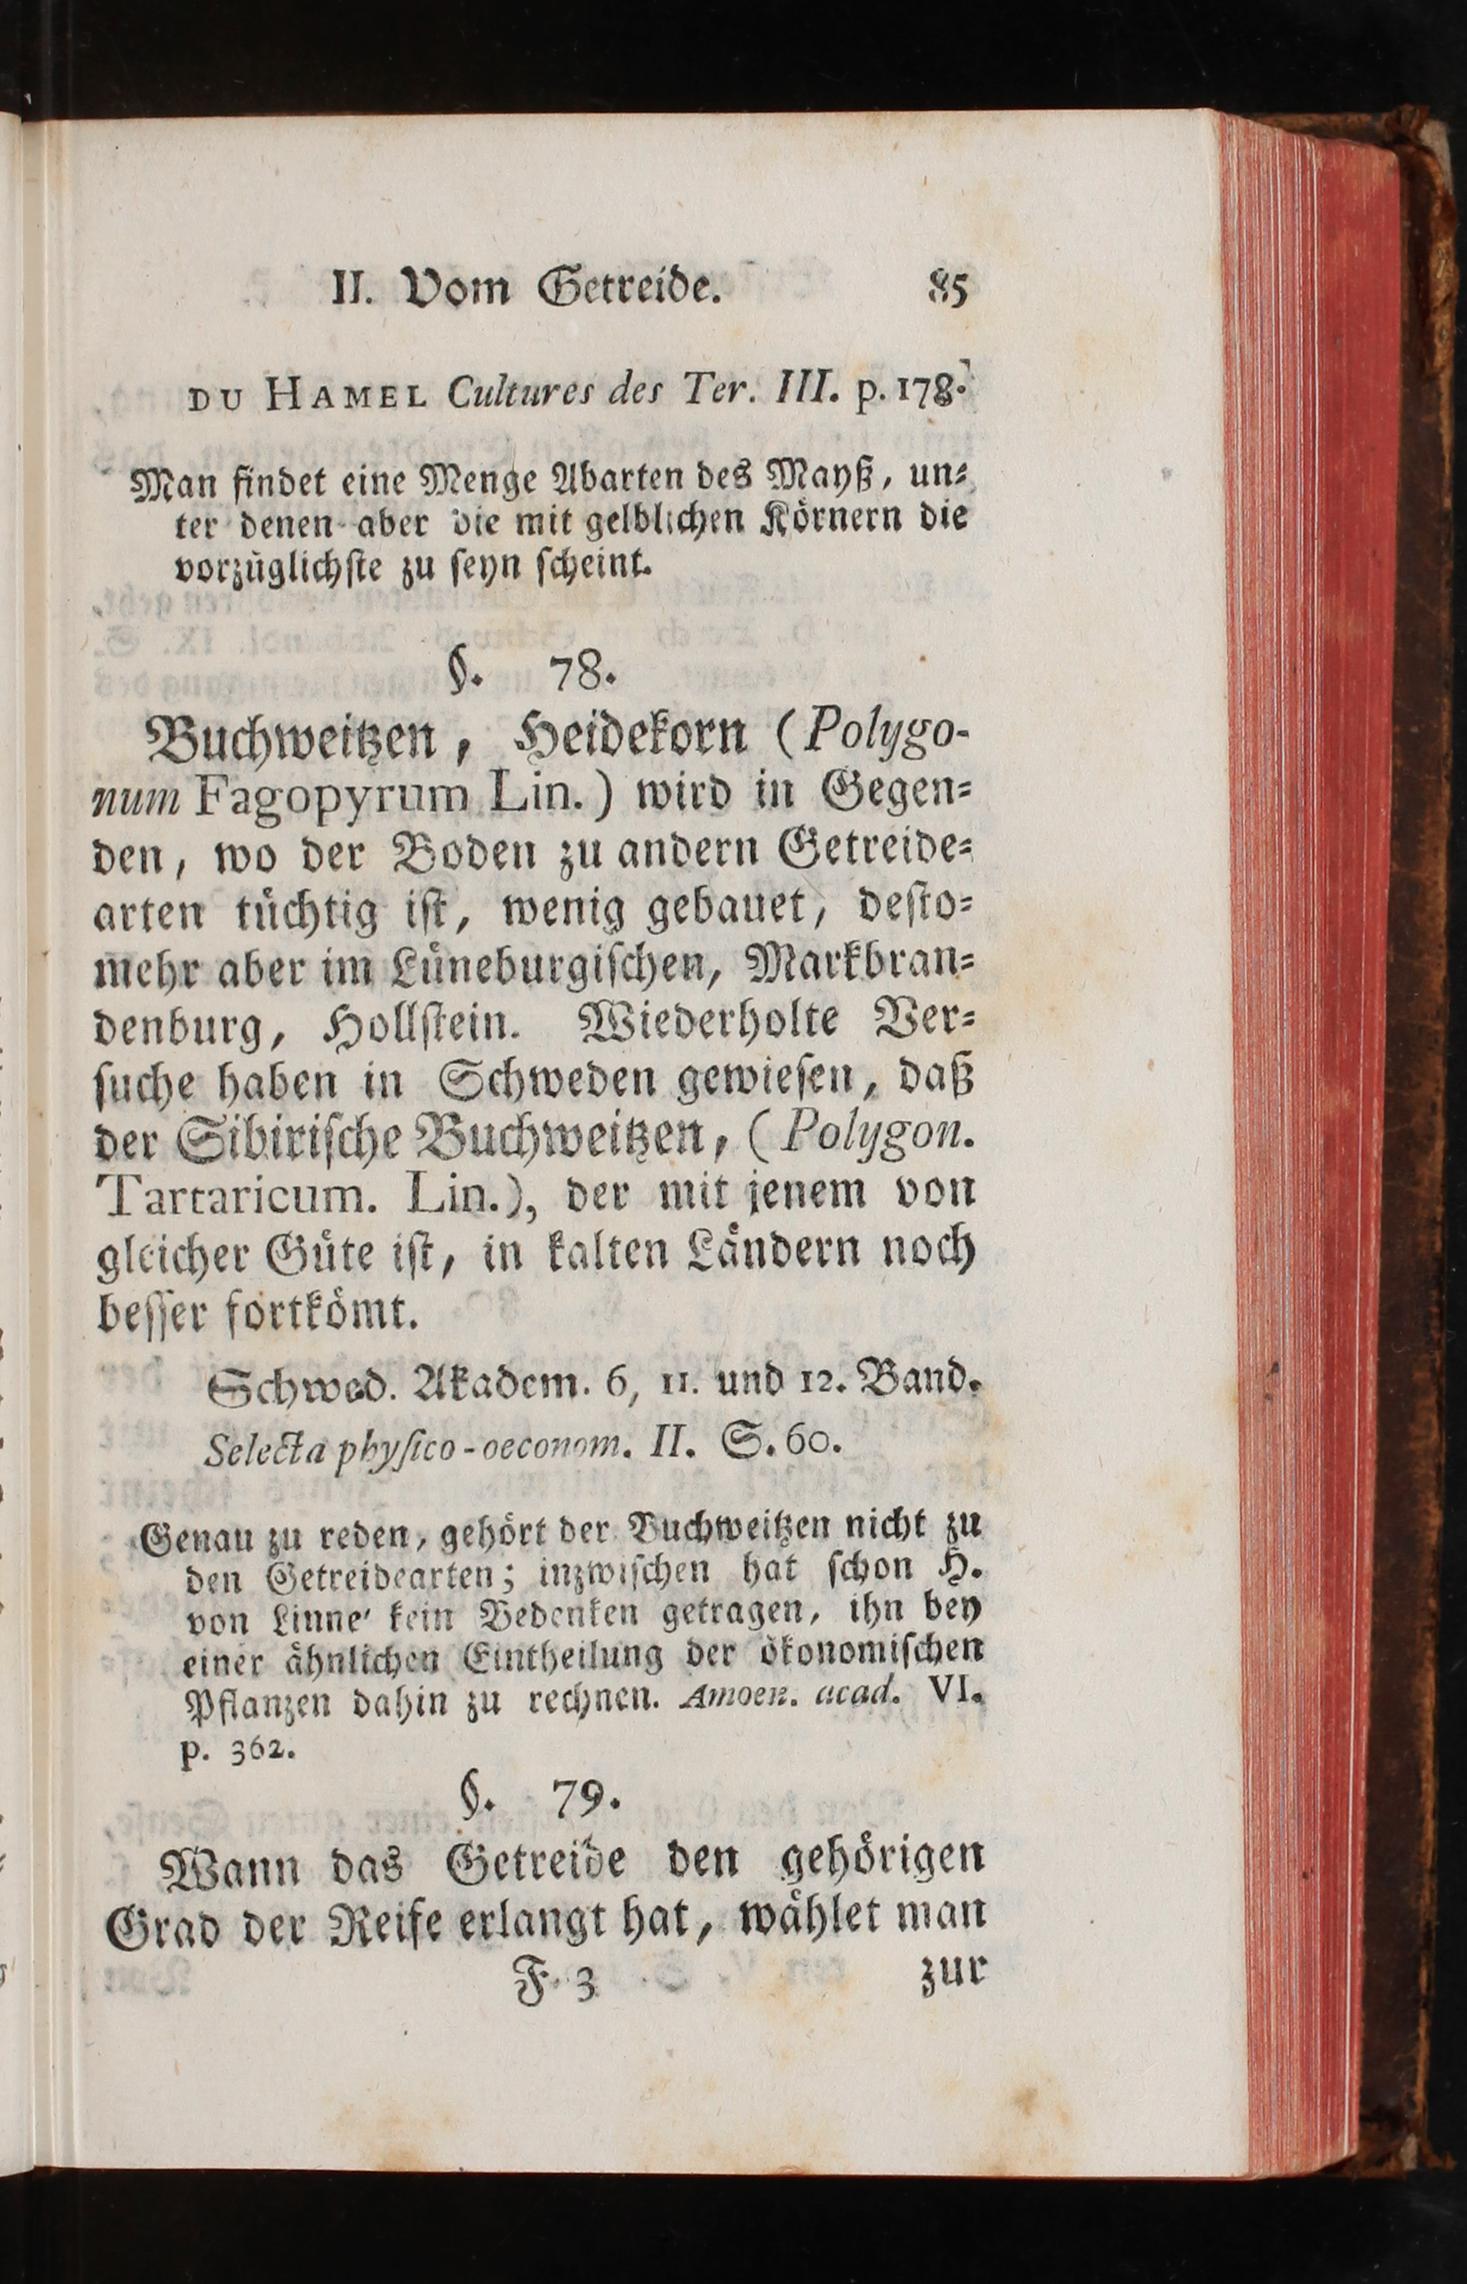 II. Vom Getreide. 85
DU HAMEL Cultures des Ter. III. p. 178.
Man findet eine Menge Abarten des Mayß, un⸗
ter denen aber die mit gelblichen Körnern die
vorzüglichſte zu ſeyn ſcheint.
§. 78.
Buchweitzen, Heidekorn (Polygo-
num Fagopyrum Lin.) wird in Gegen⸗
den, wo der Boden zu andern Getreide⸗
arten tüchtig iſt, wenig gebauet, deſto⸗
mehr aber im Lüneburgiſchen, Markbran⸗
denburg, Hollſtein. Wiederholte Ver⸗
ſuche haben in Schweden gewieſen, daß
der Sibiriſche Buchweitzen, (Polygon.
Tartaricum. Lin.), der mit jenem von
gleicher Güte iſt, in kalten Ländern noch
beſſer fortkömt.
Schwed. Akadem. 6, 11. und 12. Band.
Selecta phyſico-oeconom. II. S. 60.
Genau zu reden, gehört der Buchweitzen nicht zu
den Getreidearten; inzwiſchen hat ſchon H.
von Linne' kein Bedenken getragen, ihn bey
einer ähnlichen Eintheilung der ökonomiſchen
Pflanzen dahin zu rechnen. Amoen. acad. VI.
p. 362.
§. 79.
Wann das Getreide den gehörigen
Grad der Reife erlangt hat, wählet man
F 3 zur